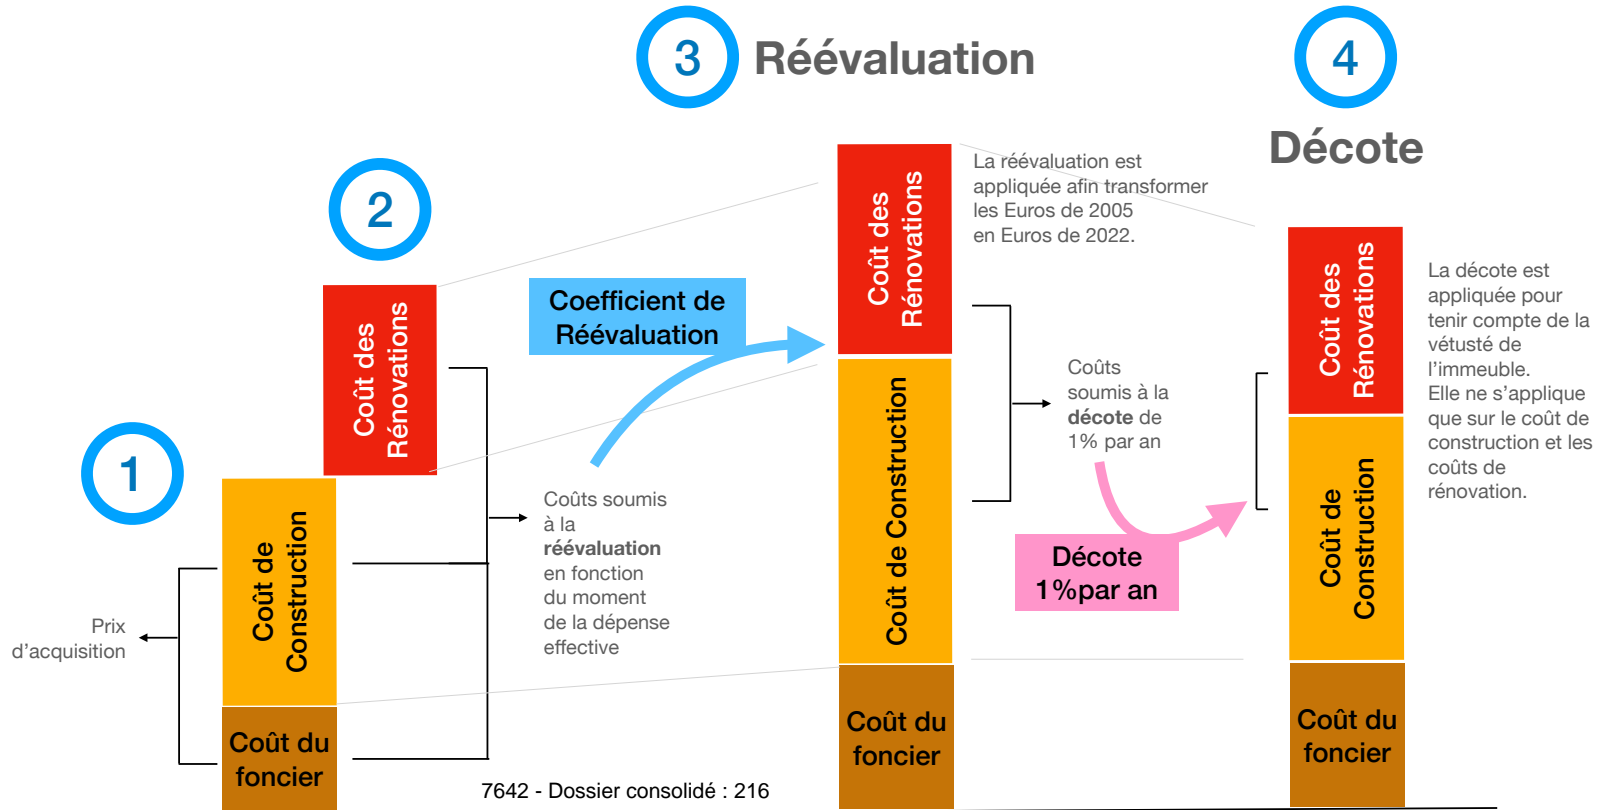 3
Réévaluation
4
Décote
2
1
Coût des
Rénovations
Coût de
Construction
Coût du
foncier
Prix
d'acquisition
Coûts soumis
à la
réévaluation
en fonction
du moment
de la dépense
effective
Coefficient de
Réévaluation
Coût des
Rénovations
Coût de Construction
Coût du
foncier
La réévaluation est
appliquée afin transformer
les Euros de 2005
en Euros de 2022.
Coûts
soumis à la
décote de
1% par an
Décote
1%par an
Coût des
Rénovations
Coût de
Construction
Coût du
foncier
La décote est
appliquée pour
tenir compte de la
vétusté de
l'immeuble.
Elle ne s'applique
que sur le coût de
construction et les
coûts de
rénovation.
7642 - Dossier consolidé : 216